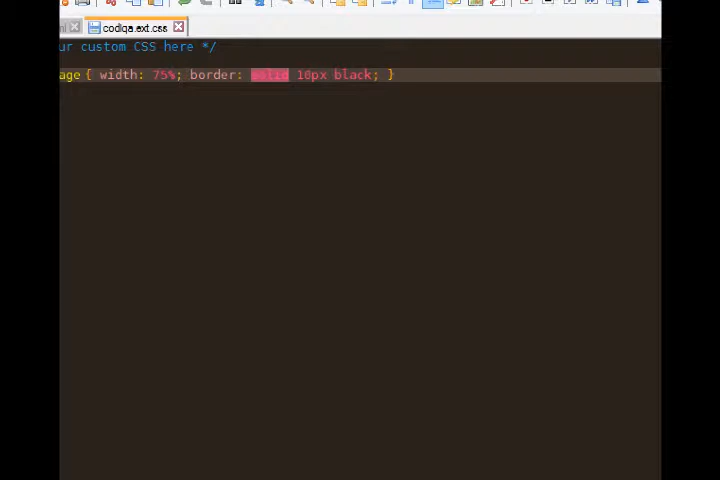 codiqa.ext.css
ur custom CSS here */
age { width: 75%; border: solid 10px black; }